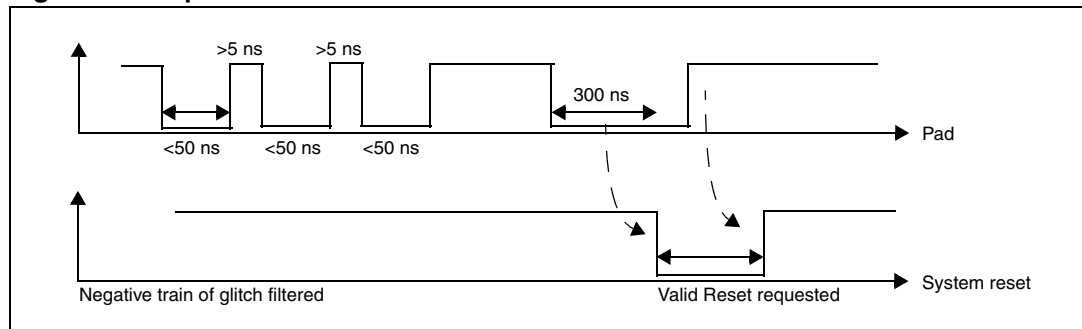 >5 ns >5 ns
300 ns
Pad
<50 ns <50 ns <50 ns
System reset
Negative train of glitch filtered Valid Reset requested